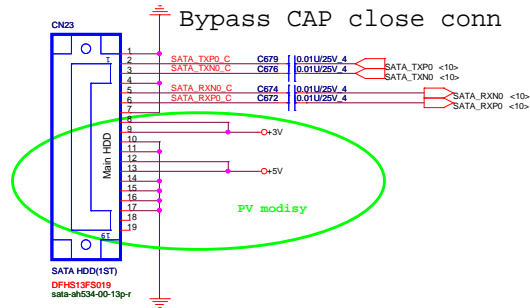 Bypass CAP close conn
CN23
1
1
2
SATA_TXP0_C
C679
0.01U/25V_4
SATA_TXP0 <10>
3
SATA_TXN0_C
C676
0.01U/25V_4
SATA_TXN0 <10>
4
5
SATA_RXN0_C
C674
0.01U/25V_4
SATA_RXN0 <10>
6
SATA_RXP0_C
C672
0.01U/25V_4
SATA_RXP0 <10>
7
8
9
+3V
10
11
12
13
+5V
14
15
16
17
18
19
19
Main HDD
PV modisy
SATA HDD(1ST)
DFHS13FS019
sata-ah534-00-13p-r